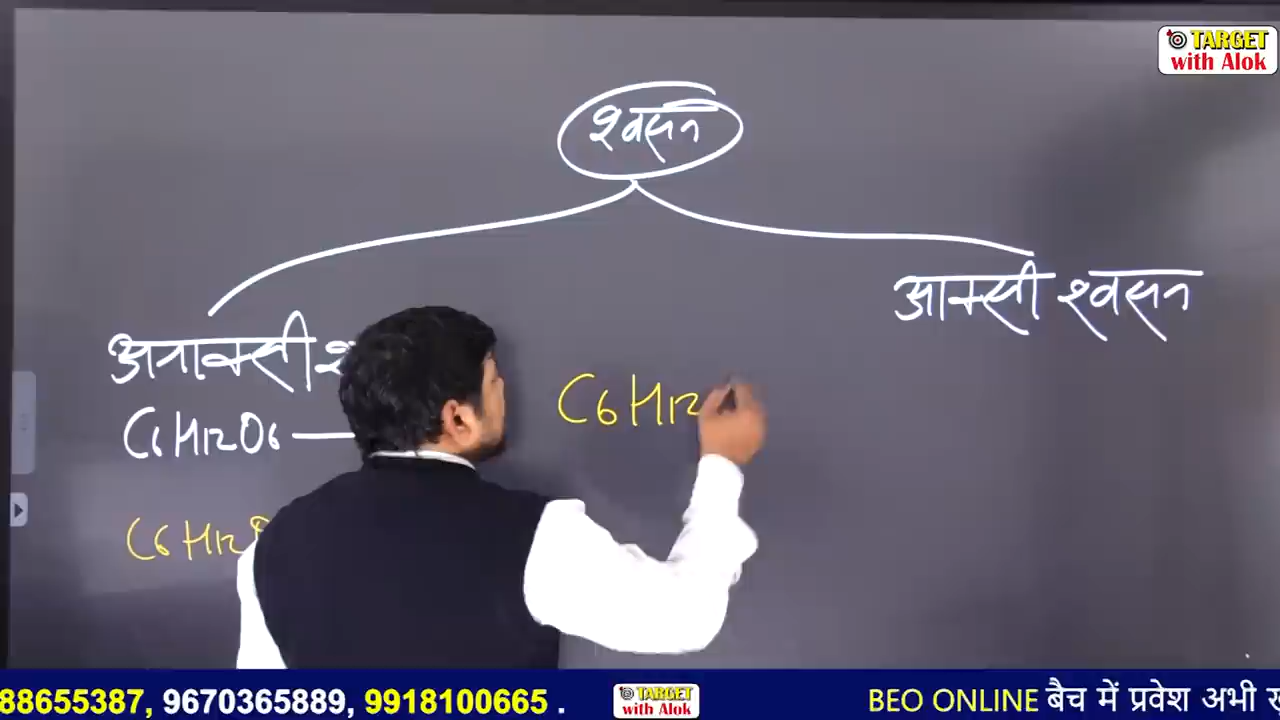 TARGET
with Alok
श्वसन
आक्सी श्वसन
अनाक्सी
C6H12O6
C6H12
C6H12
88655387, 9670365889, 9918100665 .
TARGET
with Alok
BEO ONLINE बैच में प्रवेश अभी